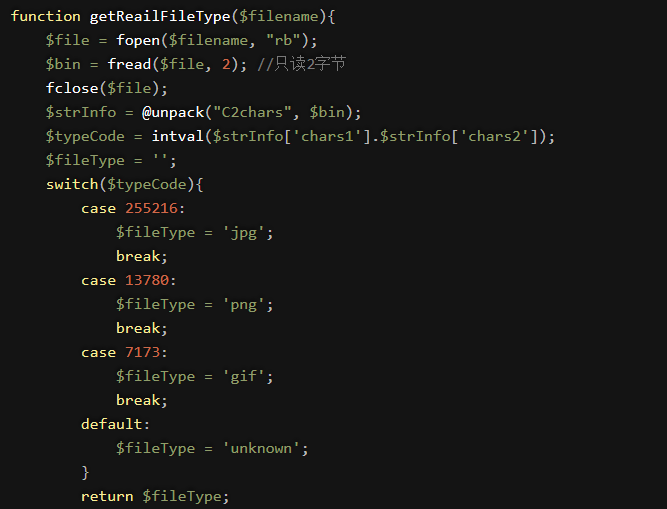 function getReailFileType($filename){
    $file = fopen($filename, "rb");
    $bin = fread($file, 2); //只读2字节
    fclose($file);
    $strInfo = @unpack("C2chars", $bin);
    $typeCode = intval($strInfo['chars1'].$strInfo['chars2']);
    $fileType = '';
    switch($typeCode){
        case 255216:
            $fileType = 'jpg';
            break;
        case 13780:
            $fileType = 'png';
            break;
        case 7173:
            $fileType = 'gif';
            break;
        default:
            $fileType = 'unknown';
        }
        return $fileType;